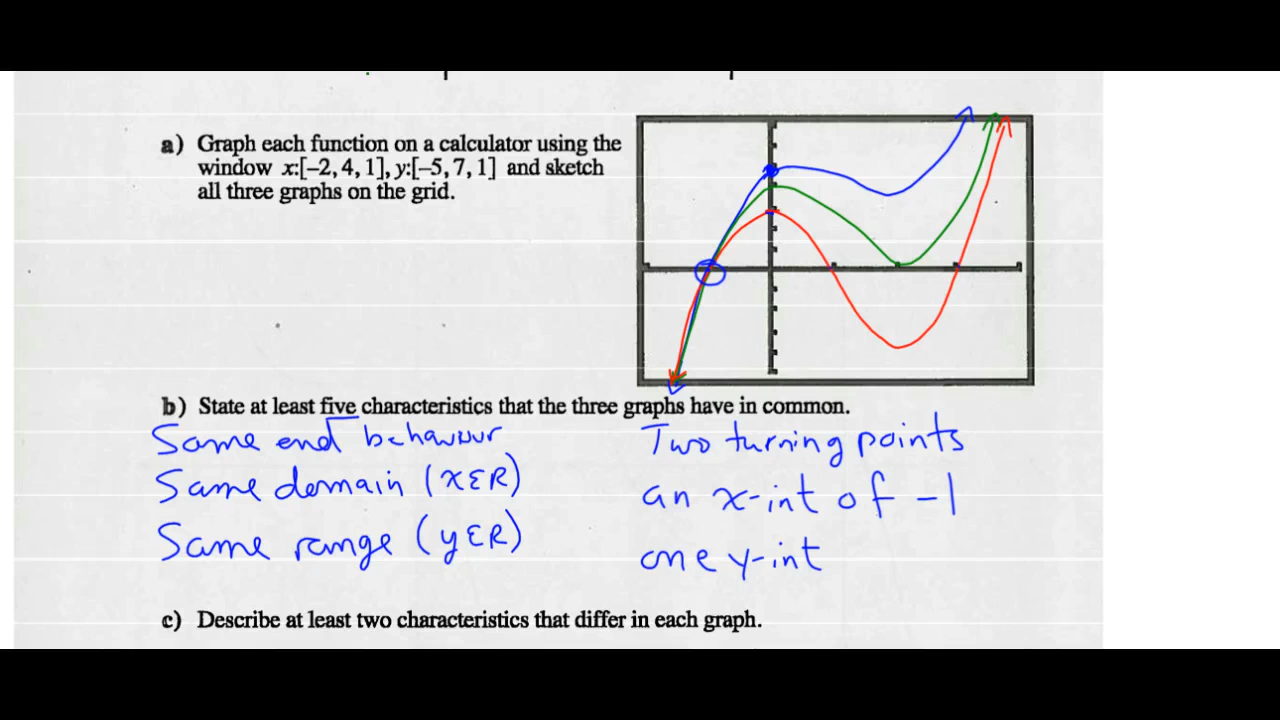 a) Graph each function on a calculator using the
window x:[−2, 4, 1], y:[−5, 7, 1] and sketch
all three graphs on the grid.
b) State at least five characteristics that the three graphs have in common.
Same end behaviour
Same domain (xεR)
Same range (yεR)
Two turning points
an x-int of -1
one y-int
c) Describe at least two characteristics that differ in each graph.